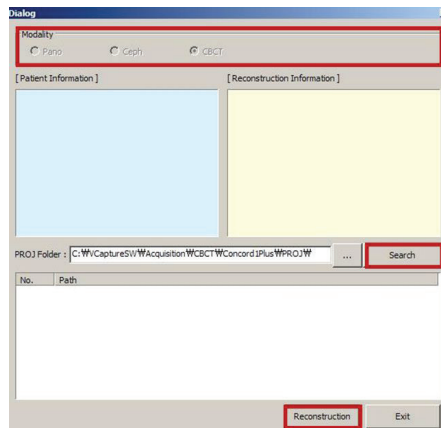 Dialog
Modality
Pano Ceph CBCT
[ Patient Information ] [ Reconstruction Information ]
PROJ Folder : C:₩VCaptureSW₩Acquisition₩CBCT₩Concord1Plus₩PROJ₩ ... Search
No. Path
Reconstruction Exit